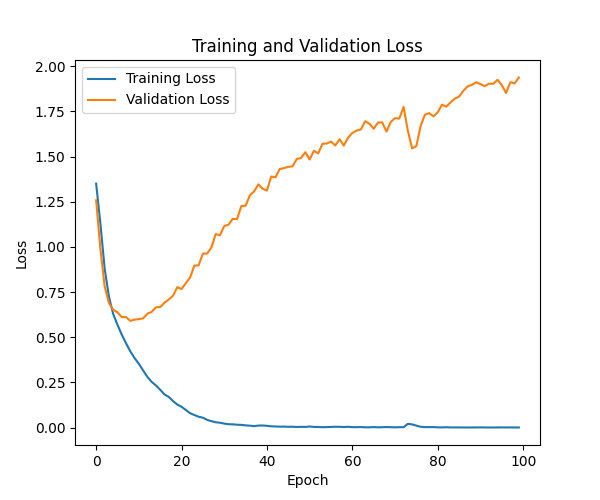 Training and Validation Loss
Training Loss
Validation Loss
2.00
1.75
1.50
1.25
1.00
0.75
0.50
0.25
0.00
Loss
0 20 40 60 80 100
Epoch